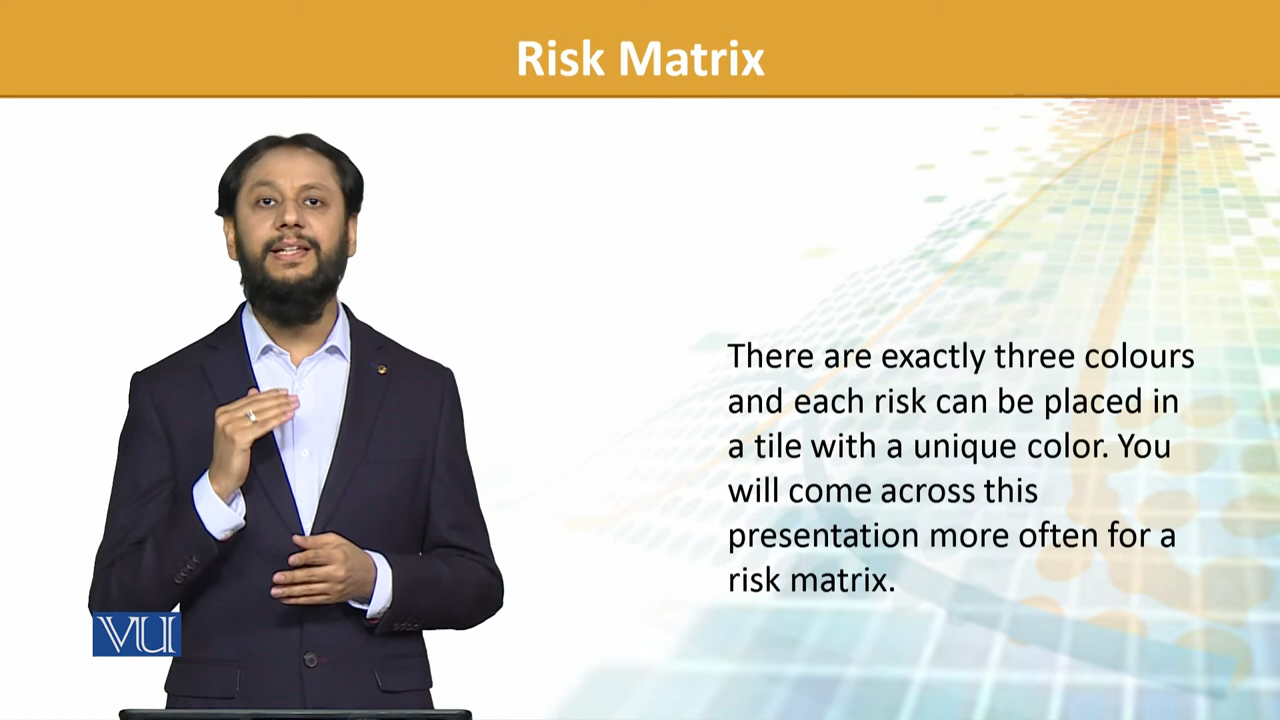 Risk Matrix
There are exactly three colours
and each risk can be placed in
a tile with a unique color. You
will come across this
presentation more often for a
risk matrix.
VU